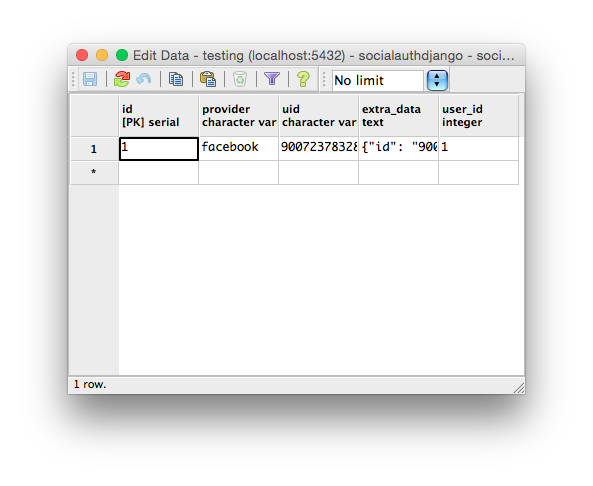 Edit Data - testing (localhost:5432) - socialauthdjango - soci...
No limit
id provider uid extra_data user_id
[PK] serial character var character var text integer
1 1 facebook 90072378328 {"id": "900 1
*
1 row.